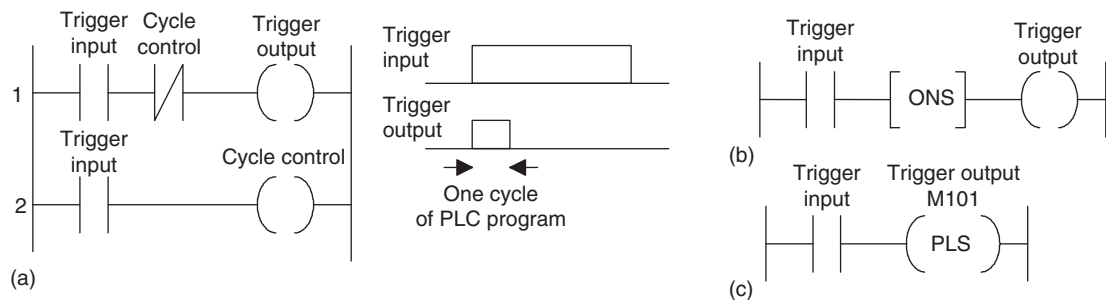 Trigger
input
Cycle
control
Trigger
output
1
Trigger
input
Cycle control
2
(a)
Trigger
input
Trigger
output
One cycle
of PLC program
Trigger
input
Trigger
output
ONS
(b)
Trigger
input
Trigger output
M101
PLS
(c)